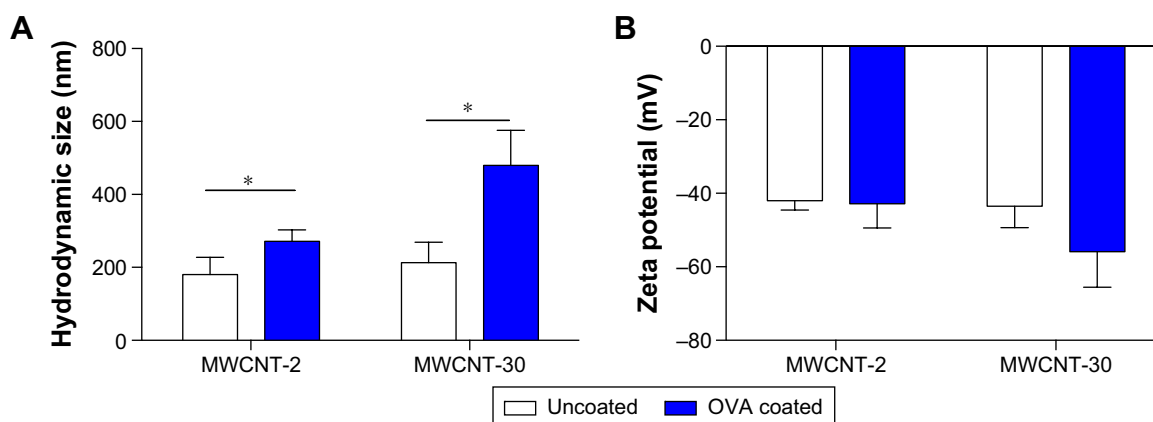 A
Hydrodynamic size (nm)
800
600
400
200
0
*
*
MWCNT-2
MWCNT-30
B
Zeta potential (mV)
0
–20
–40
–60
–80
MWCNT-2
MWCNT-30
Uncoated
OVA coated